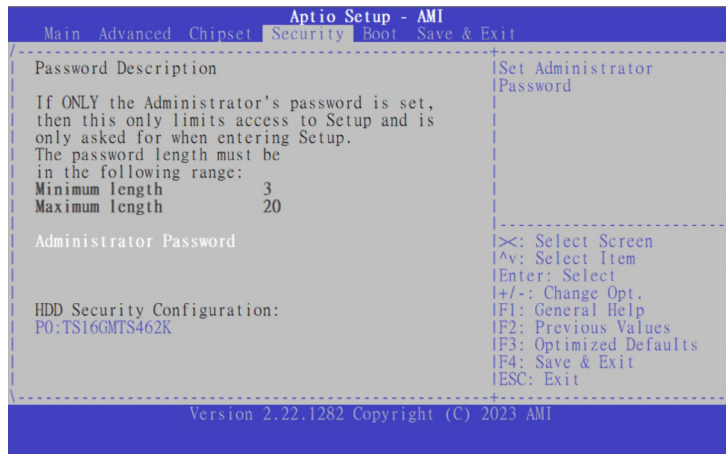 Aptio Setup - AMI
Main Advanced Chipset Security Boot Save & Exit
Password Description
If ONLY the Administrator's password is set,
then this only limits access to Setup and is
only asked for when entering Setup.
The password length must be
in the following range:
Minimum length 3
Maximum length 20
Administrator Password
HDD Security Configuration:
P0:TS16GMTS462K
Set Administrator
Password
><: Select Screen
^v: Select Item
Enter: Select
+/-: Change Opt.
F1: General Help
F2: Previous Values
F3: Optimized Defaults
F4: Save & Exit
ESC: Exit
Version 2.22.1282 Copyright (C) 2023 AMI